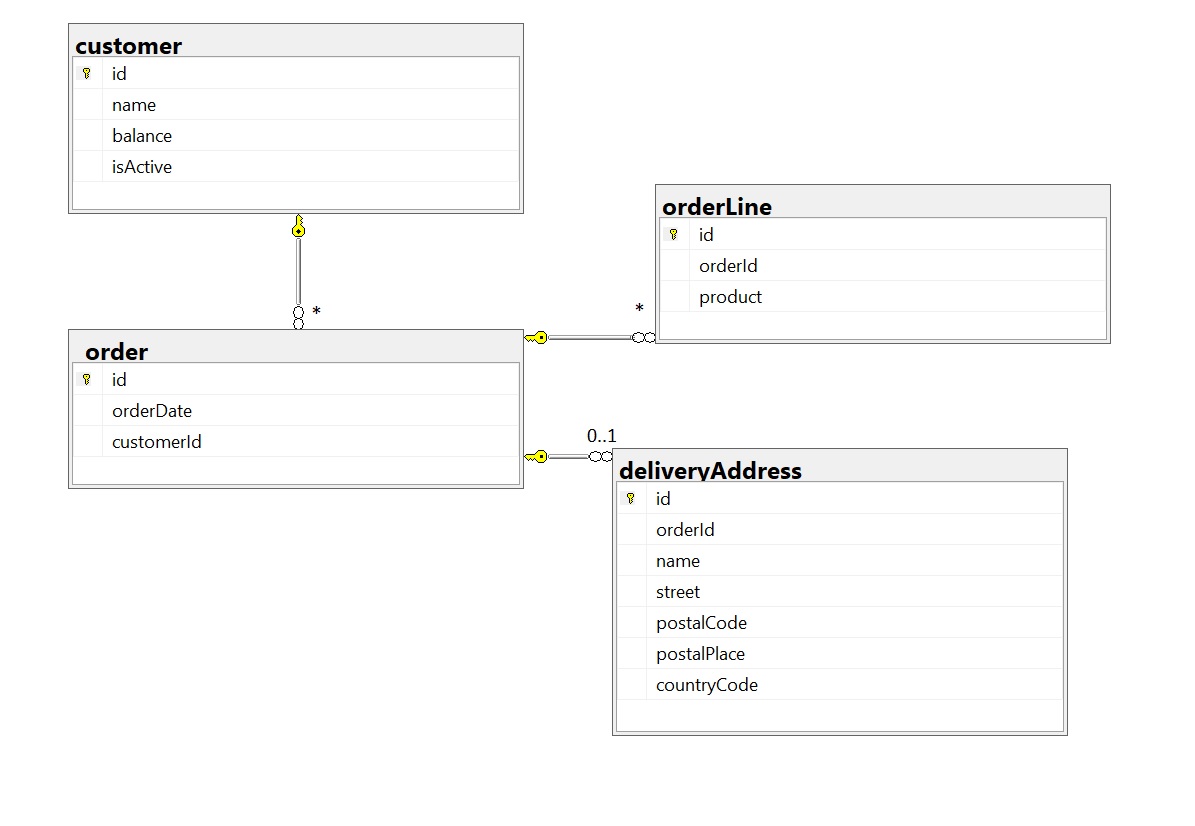 customer
id
name
balance
isActive
*
order
id
orderDate
customerId
*
orderLine
id
orderId
product
0..1
deliveryAddress
id
orderId
name
street
postalCode
postalPlace
countryCode